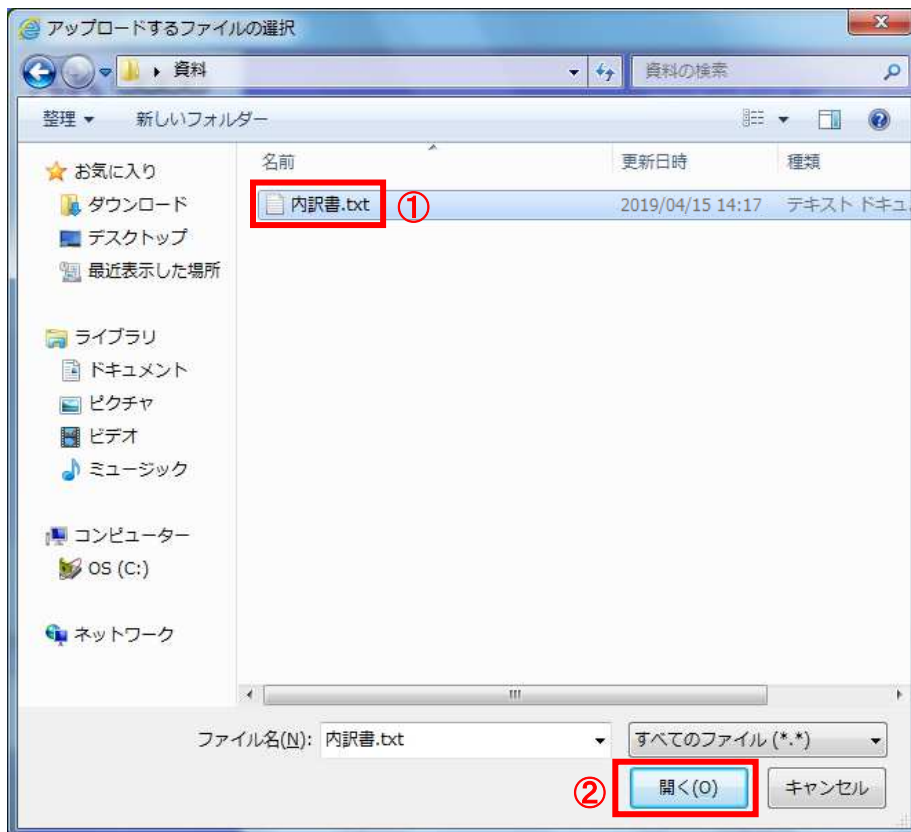 アップロードするファイルの選択
資料
資料の検索
整理 新しいフォルダー
名前 更新日時 種類
お気に入り
ダウンロード
デスクトップ
最近表示した場所
ライブラリ
ドキュメント
ピクチャ
ビデオ
ミュージック
コンピューター
OS (C:)
ネットワーク
内訳書.txt ① 2019/04/15 14:17 テキスト ドキュ
ファイル名(N): 内訳書.txt すべてのファイル (*.*)
② 開く(O) キャンセル